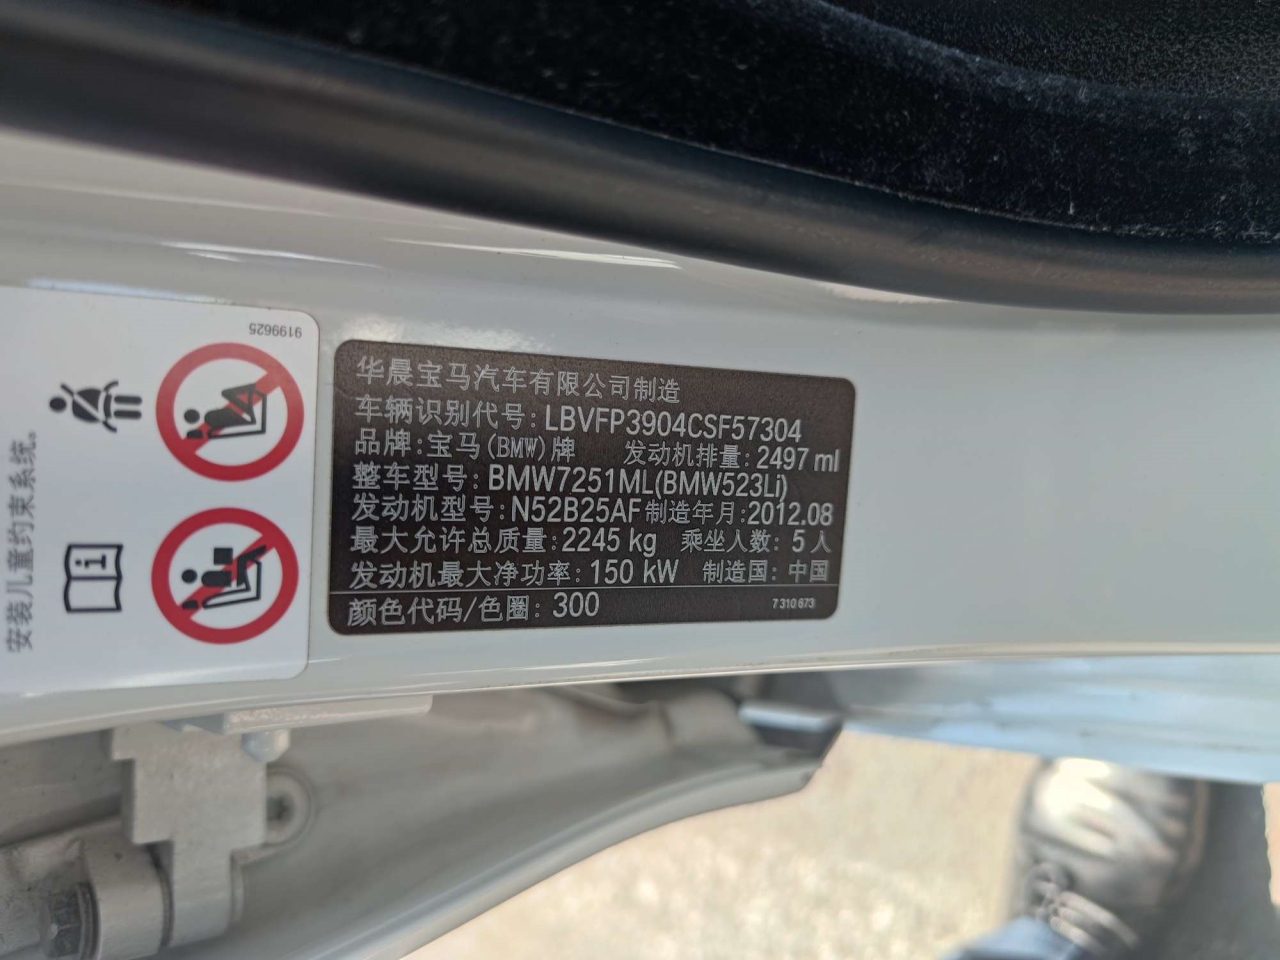 华晨宝马汽车有限公司制造
车辆识别代号:LBVFP3904CSF57304
品牌:宝马(BMW)牌 发动机排量:2497 ml
整车型号:BMW7251ML(BMW523Li)
发动机型号:N52B25AF 制造年月:2012.08
最大允许总质量:2245 kg 乘坐人数: 5 人
发动机最大净功率:150 kW 制造国: 中国
颜色代码/色圈: 300 7 310 673
9199625
安装儿童约束系统。